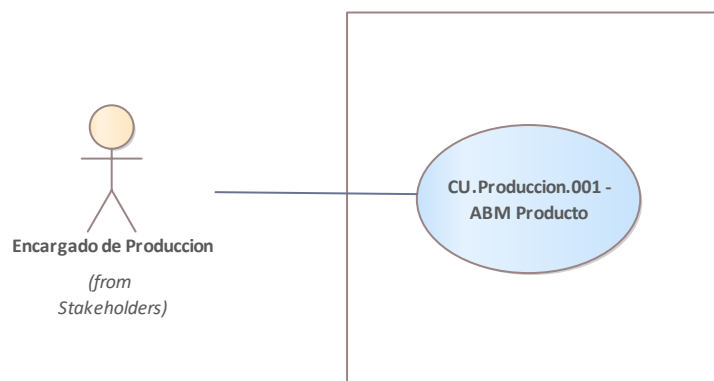 CU.Produccion.001 -
ABM Producto
Encargado de Produccion
(from
Stakeholders)